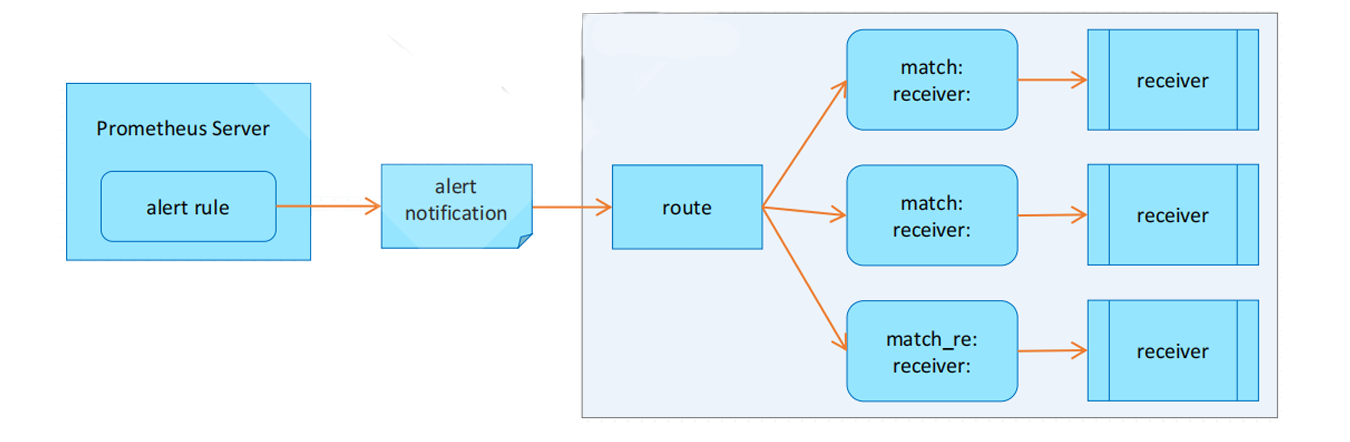 Prometheus Server
alert rule
alert
notification
route
match:
receiver:
receiver
match:
receiver:
receiver
match_re:
receiver:
receiver